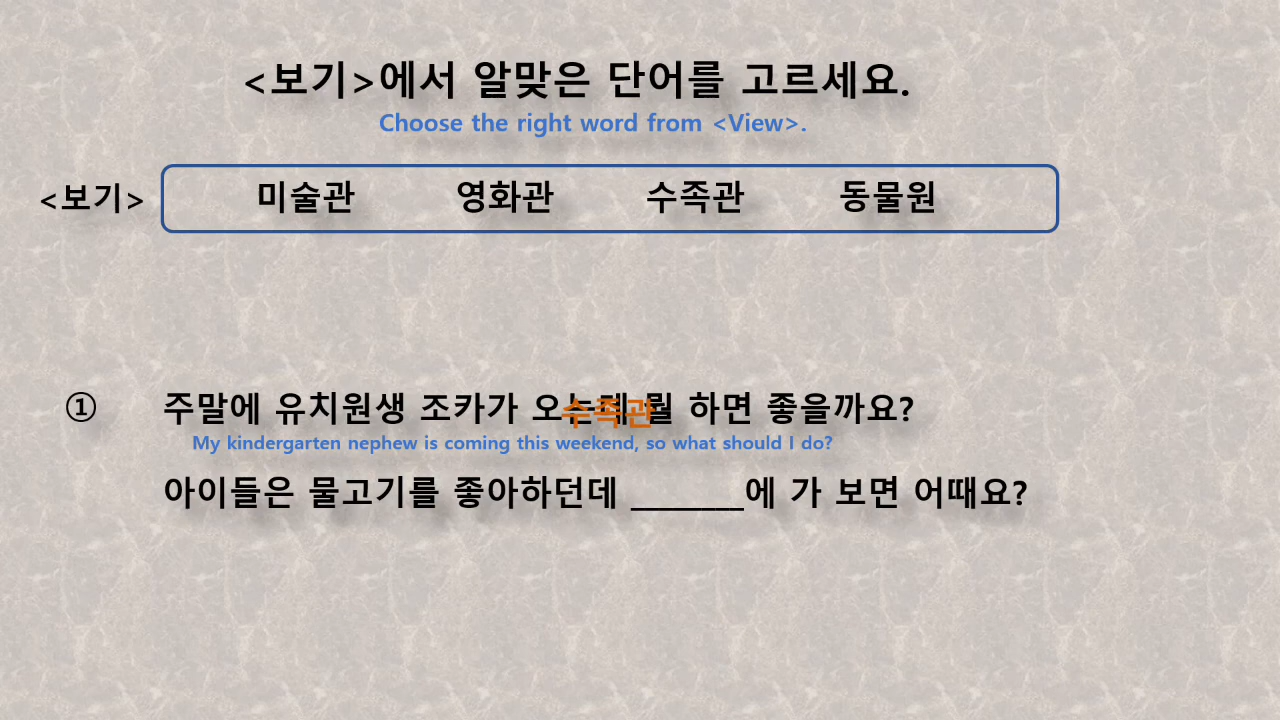 <보기>에서 알맞은 단어를 고르세요.
Choose the right word from <View>.
<보기> 미술관 영화관 수족관 동물원
① 주말에 유치원생 조카가 오는데 뭘 하면 좋을까요?
수족관
My kindergarten nephew is coming this weekend, so what should I do?
아이들은 물고기를 좋아하던데 ________에 가 보면 어때요?